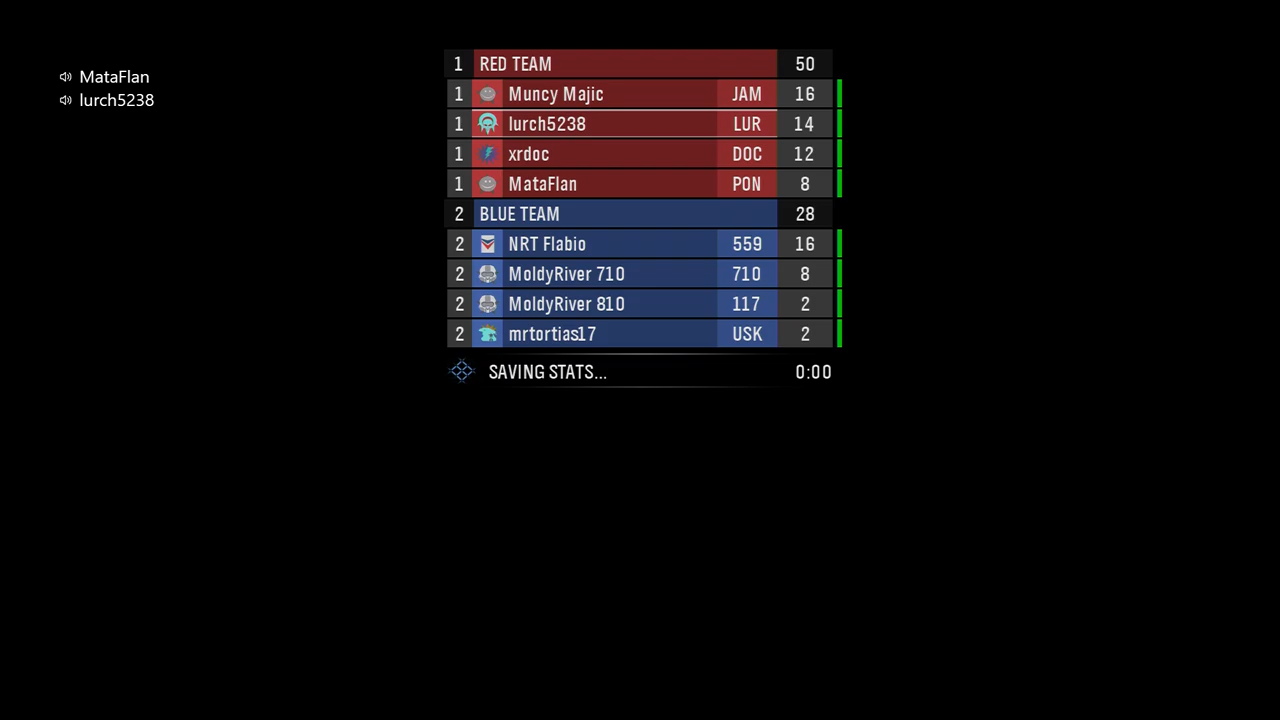 MataFlan
lurch5238
1 RED TEAM 50
1 Muncy Majic JAM 16
1 lurch5238 LUR 14
1 xrdoc DOC 12
1 MataFlan PON 8
2 BLUE TEAM 28
2 NRT Flabio 559 16
2 MoldyRiver 710 710 8
2 MoldyRiver 810 117 2
2 mrtortias17 USK 2
SAVING STATS... 0:00